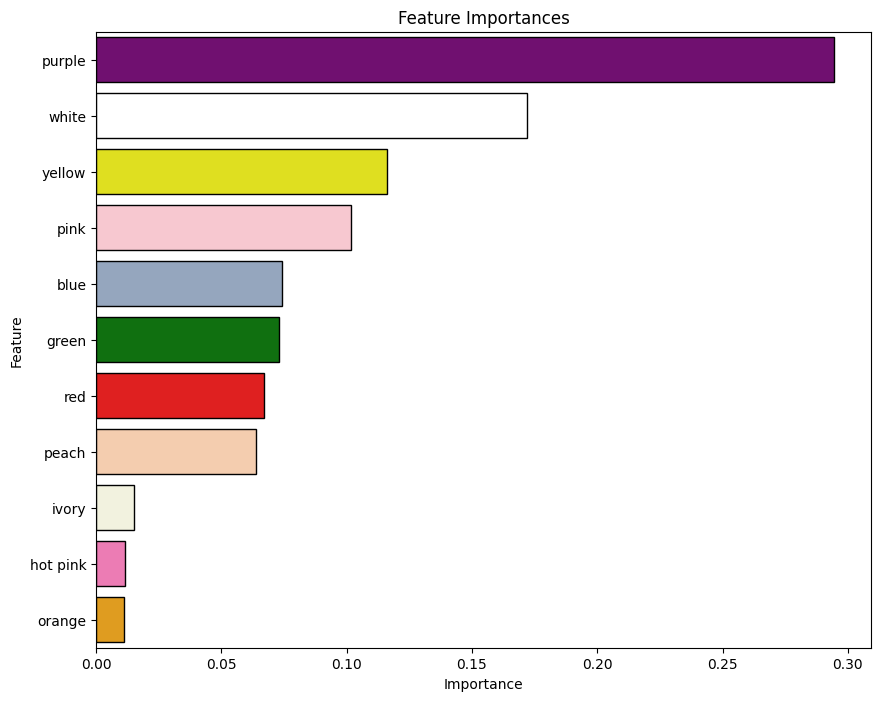 Feature Importances
purple
white
yellow
pink
blue
green
red
peach
ivory
hot pink
orange
Feature
0.00 0.05 0.10 0.15 0.20 0.25 0.30
Importance